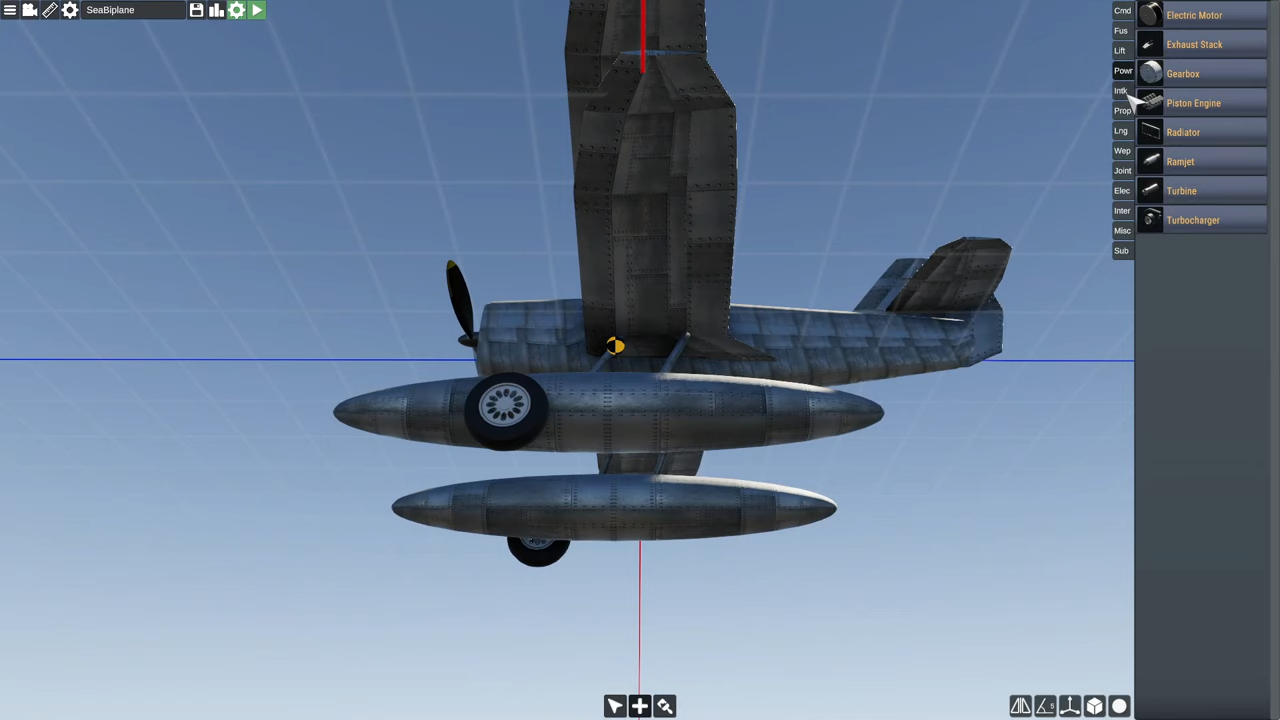 SeaBiplane
Cmd
Fus
Lift
Powr
Intk
Prop
Lng
Wep
Joint
Elec
Inter
Misc
Sub
Electric Motor
Exhaust Stack
Gearbox
Piston Engine
Radiator
Ramjet
Turbine
Turbocharger
5